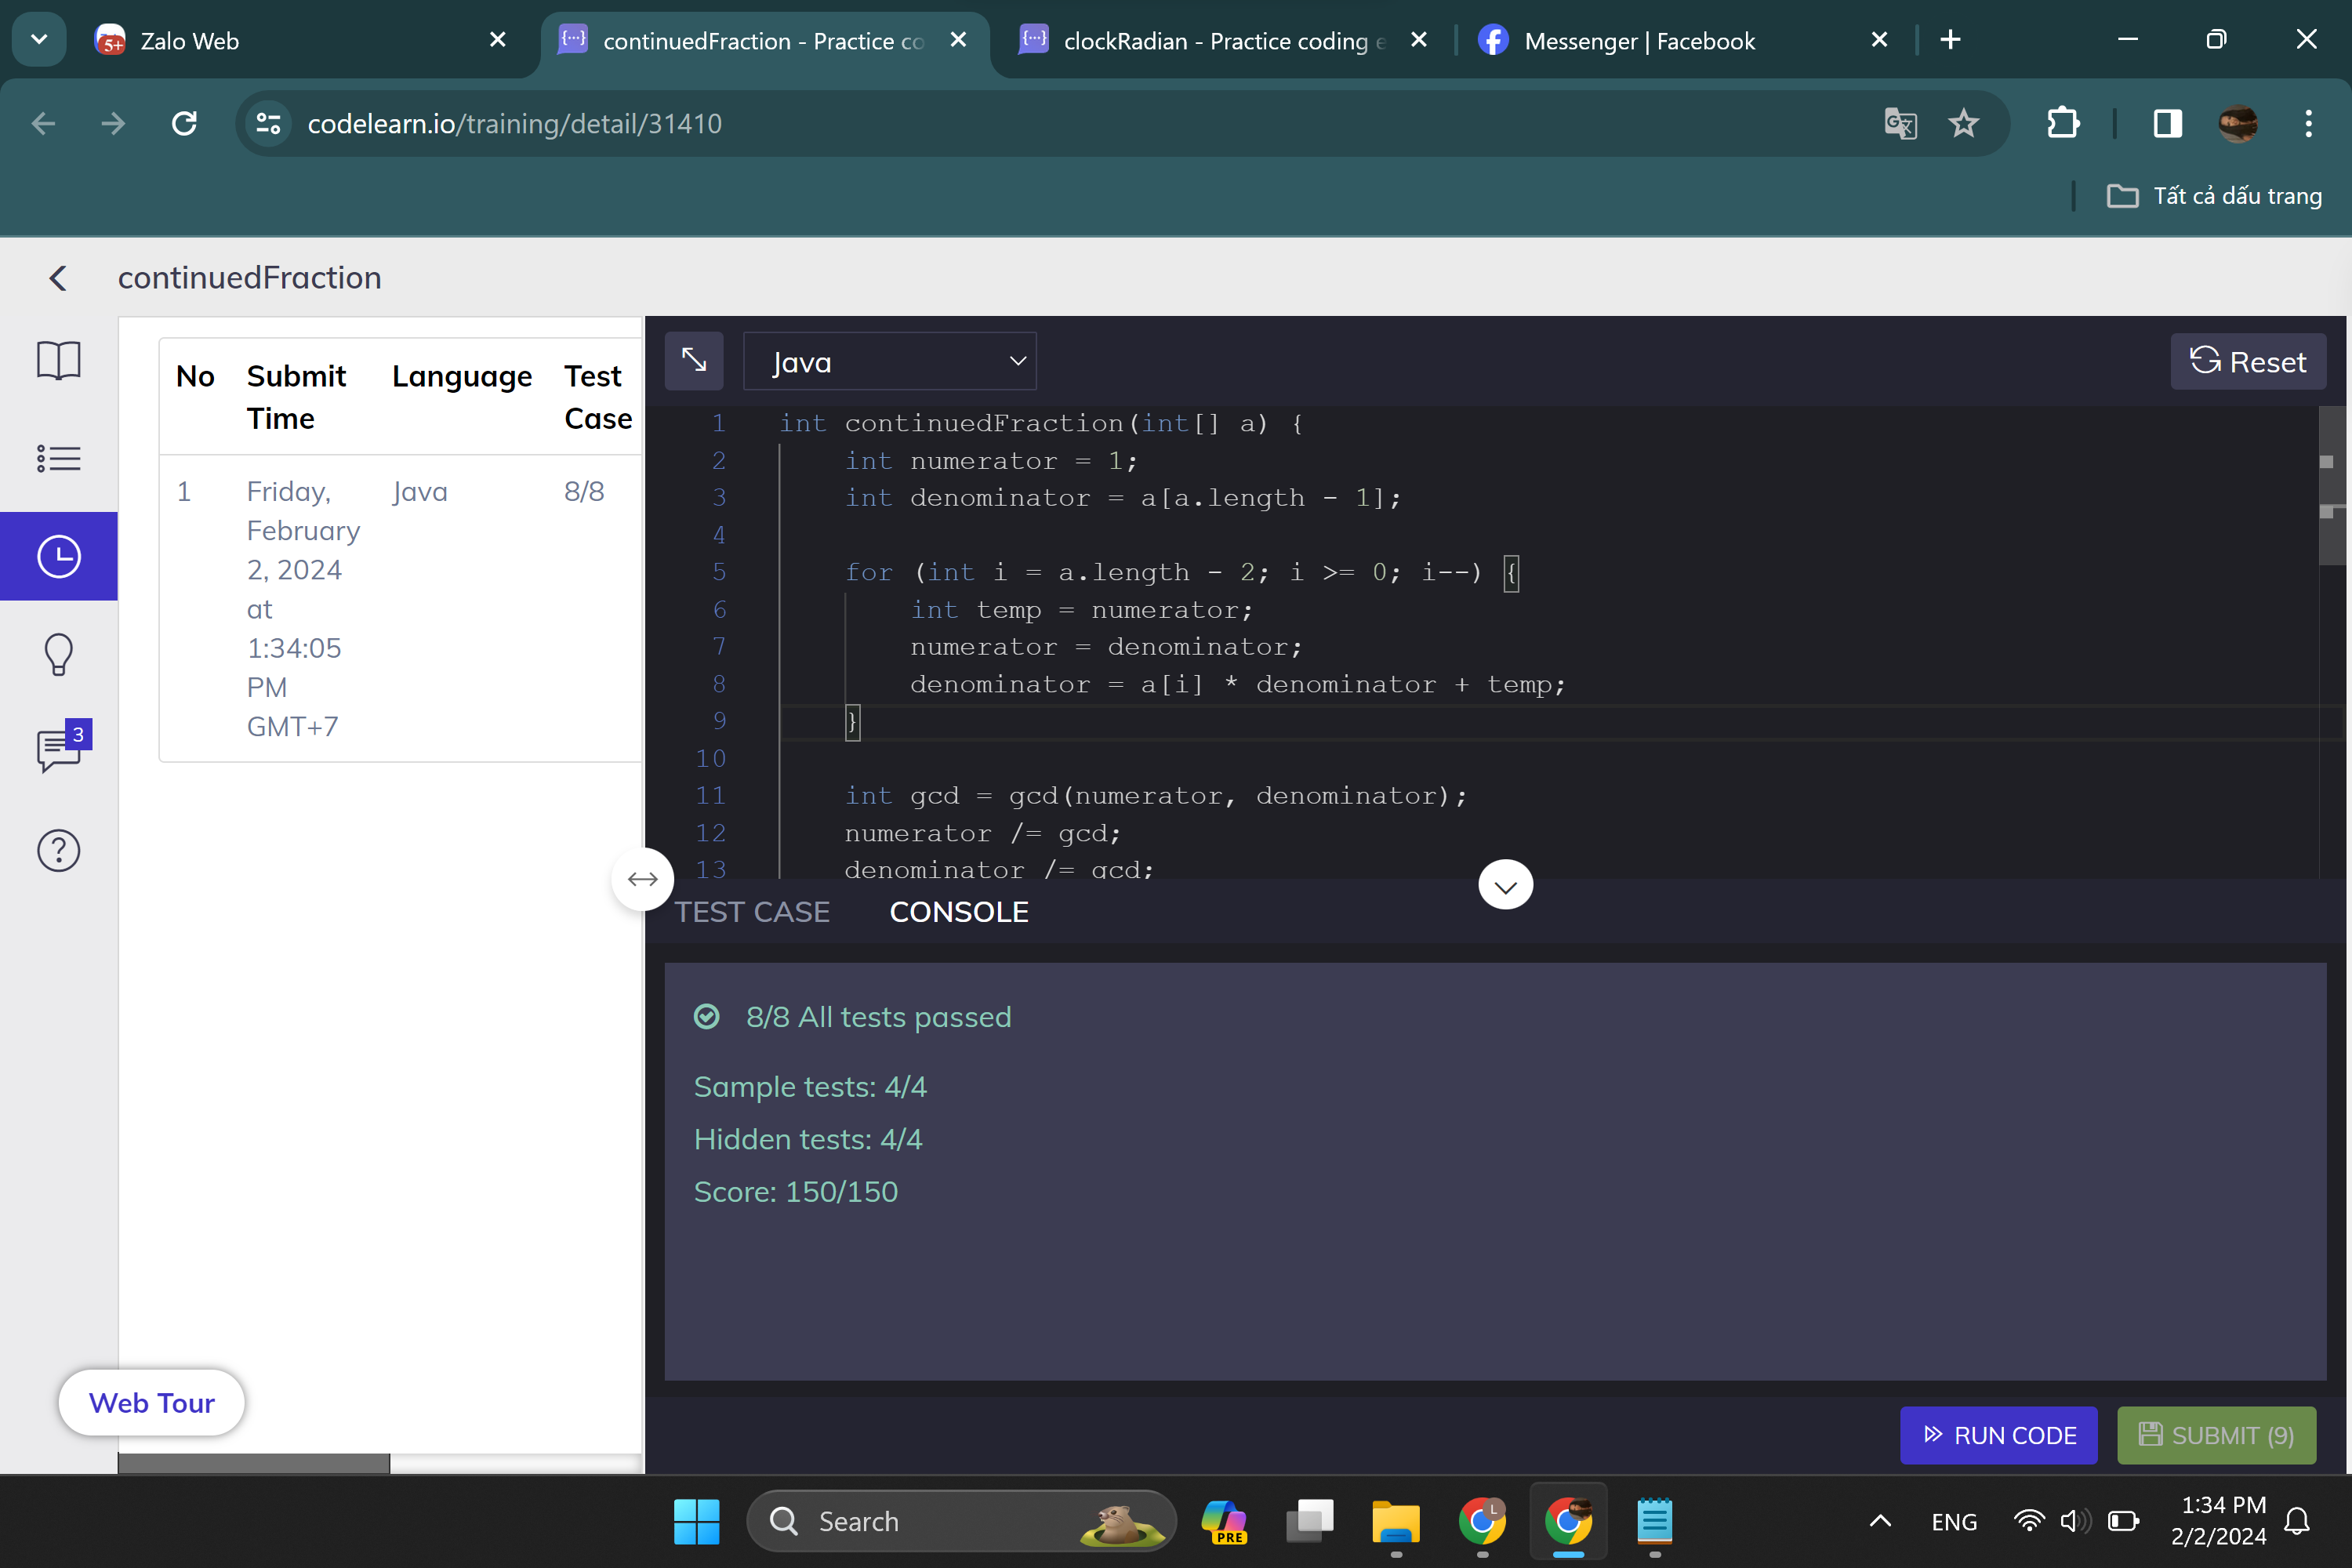 5+ Zalo Web
continuedFraction - Practice co
clockRadian - Practice coding e
Messenger | Facebook
codelearn.io/training/detail/31410
Tất cả dấu trang
continuedFraction
No Submit Time Language Test Case
1 Friday, February 2, 2024 at 1:34:05 PM GMT+7 Java 8/8
3
Web Tour
Java
Reset
1 int continuedFraction(int[] a) {
2 int numerator = 1;
3 int denominator = a[a.length - 1];
4
5 for (int i = a.length - 2; i >= 0; i--) {
6 int temp = numerator;
7 numerator = denominator;
8 denominator = a[i] * denominator + temp;
9 }
10
11 int gcd = gcd(numerator, denominator);
12 numerator /= gcd;
13 denominator /= gcd;
TEST CASE CONSOLE
8/8 All tests passed
Sample tests: 4/4
Hidden tests: 4/4
Score: 150/150
RUN CODE SUBMIT (9)
Search
PRE
L
ENG
1:34 PM
2/2/2024